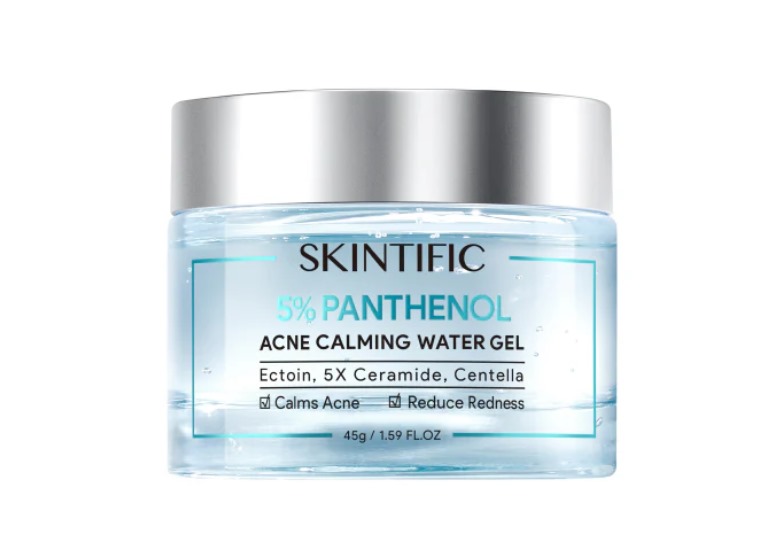 SKINTIFIC
5% PANTHENOL
ACNE CALMING WATER GEL
Ectoin, 5X Ceramide, Centella
☑ Calms Acne ☑ Reduce Redness
45g / 1.59 FL.OZ